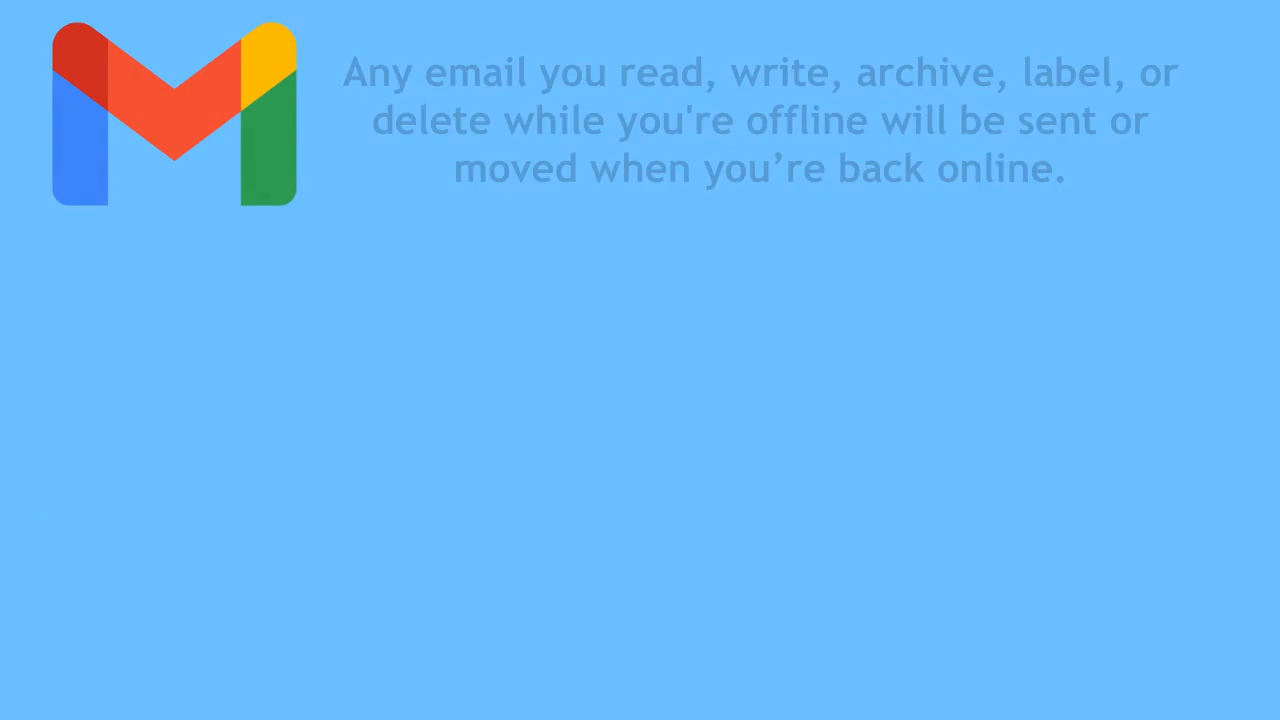 Any email you read, write, archive, label, or
delete while you're offline will be sent or
moved when you’re back online.